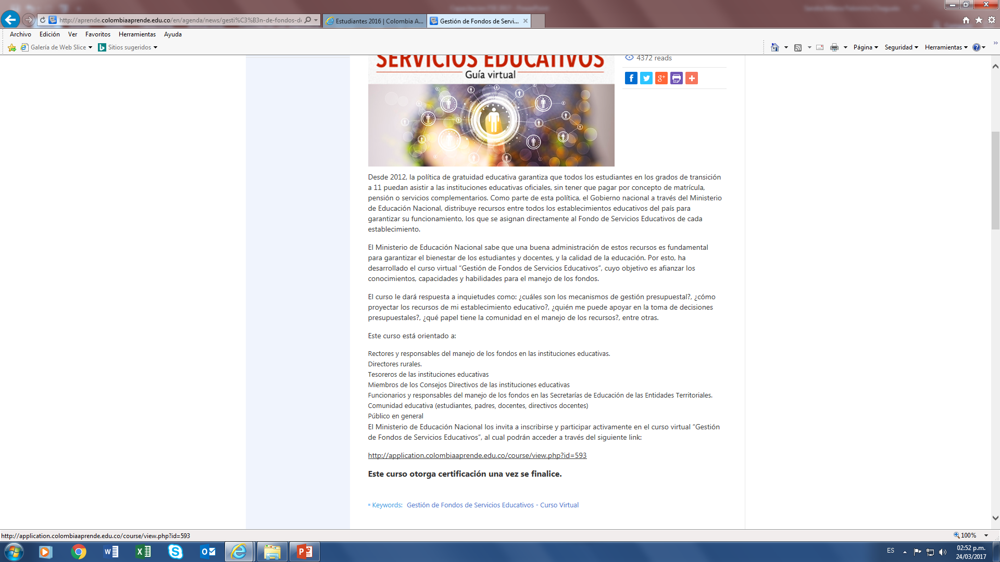 http://aprende.colombiaaprende.edu.co/en/agenda/news/gesti%C3%B3n-de-fondos-de
Estudiantes 2016 | Colombia A...
Gestión de Fondos de Servi...
Archivo Edición Ver Favoritos Herramientas Ayuda
Galería de Web Slice Sitios sugeridos
Página Seguridad Herramientas
SERVICIOS EDUCATIVOS
Guía virtual
4372 reads
Desde 2012, la política de gratuidad educativa garantiza que todos los estudiantes en los grados de transición
a 11 puedan asistir a las instituciones educativas oficiales, sin tener que pagar por concepto de matrícula,
pensión o servicios complementarios. Como parte de esta política, el Gobierno nacional a través del Ministerio
de Educación Nacional, distribuye recursos entre todos los establecimientos educativos del país para
garantizar su funcionamiento, los que se asignan directamente al Fondo de Servicios Educativos de cada
establecimiento.
El Ministerio de Educación Nacional sabe que una buena administración de estos recursos es fundamental
para garantizar el bienestar de los estudiantes y docentes, y la calidad de la educación. Por esto, ha
desarrollado el curso virtual “Gestión de Fondos de Servicios Educativos”, cuyo objetivo es afianzar los
conocimientos, capacidades y habilidades para el manejo de los fondos.
El curso le dará respuesta a inquietudes como: ¿cuáles son los mecanismos de gestión presupuestal?, ¿cómo
proyectar los recursos de mi establecimiento educativo?, ¿quién me puede apoyar en la toma de decisiones
presupuestales?, ¿qué papel tiene la comunidad en el manejo de los recursos?, entre otras.
Este curso está orientado a:
Rectores y responsables del manejo de los fondos en las instituciones educativas.
Directores rurales.
Tesoreros de las instituciones educativas
Miembros de los Consejos Directivos de las instituciones educativas
Funcionarios y responsables del manejo de los fondos en las Secretarías de Educación de las Entidades Territoriales.
Comunidad educativa (estudiantes, padres, docentes, directivos docentes)
Público en general
El Ministerio de Educación Nacional los invita a inscribirse y participar activamente en el curso virtual “Gestión
de Fondos de Servicios Educativos”, al cual podrán acceder a través del siguiente link:
http://application.colombiaaprende.edu.co/course/view.php?id=593
Este curso otorga certificación una vez se finalice.
Keywords: Gestión de Fondos de Servicios Educativos - Curso Virtual
http://application.colombiaaprende.edu.co/course/view.php?id=593
100%
ES
02:52 p.m.
24/03/2017